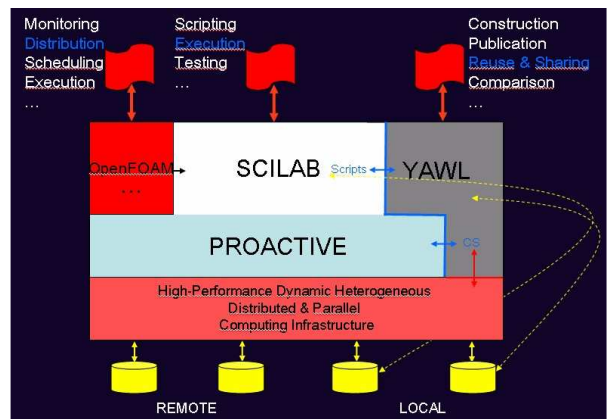 Monitoring
Distribution
Scheduling
Execution
...
Scripting
Execution
Testing
...
Construction
Publication
Reuse & Sharing
Comparison
...
OpenFOAM
...
SCILAB
Scripts
YAWL
PROACTIVE
CS
High-Performance Dynamic Heterogeneous
Distributed & Parallel
Computing Infrastructure
REMOTE
LOCAL